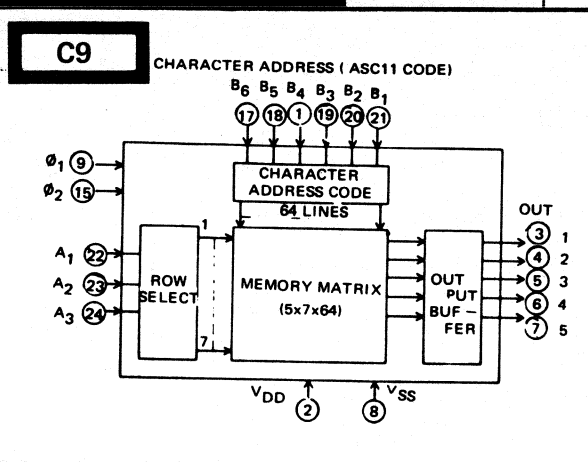 C9
CHARACTER ADDRESS ( ASC11 CODE)
B6 B5 B4 B3 B2 B1
17 18 1 19 20 21
Ø1 9
Ø2 15
CHARACTER
ADDRESS CODE
64 LINES
A1 22
A2 23
A3 24
ROW
SELECT
1
7
MEMORY MATRIX
(5x7x64)
OUT
PUT
BUF –
FER
OUT
3 1
4 2
5 3
6 4
7 5
VDD
2
VSS
8